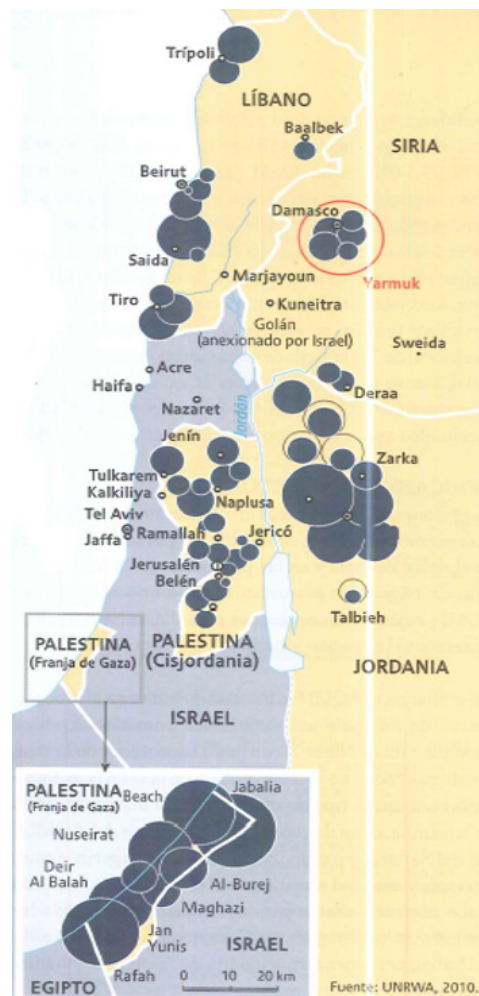 Trípoli
LÍBANO
Baalbek
SIRIA
Beirut
Damasco
Saida
Yarmuk
Marjayoun
Tiro
Kuneitra
Golán
(anexionado por Israel)
Sweida
Acre
Haifa
Deraa
Nazaret
Jordán
Jenín
Zarka
Tulkarem
Kalkiliya
Naplusa
Tel Aviv
Jaffa
Ramallah
Jericó
Jerusalén
Belén
Talbieh
PALESTINA
(Franja de Gaza)
PALESTINA
(Cisjordania)
JORDANIA
ISRAEL
PALESTINA
(Franja de Gaza)
Beach
Jabalia
Nuseirat
Deir
Al Balah
Al-Burej
Maghazi
Jan
Yunis
ISRAEL
Rafah
EGIPTO
0 10 20 km
Fuente: UNRWA, 2010.